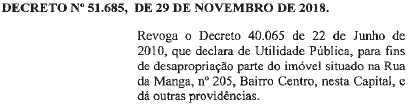 DECRETO Nº 51.685, DE 29 DE NOVEMBRO DE 2018.
Revoga o Decreto 40.065 de 22 de Junho de
2010, que declara de Utilidade Pública, para fins
de desapropriação parte do imóvel situado na Rua
da Manga, nº 205, Bairro Centro, nesta Capital, e
dá outras providências.